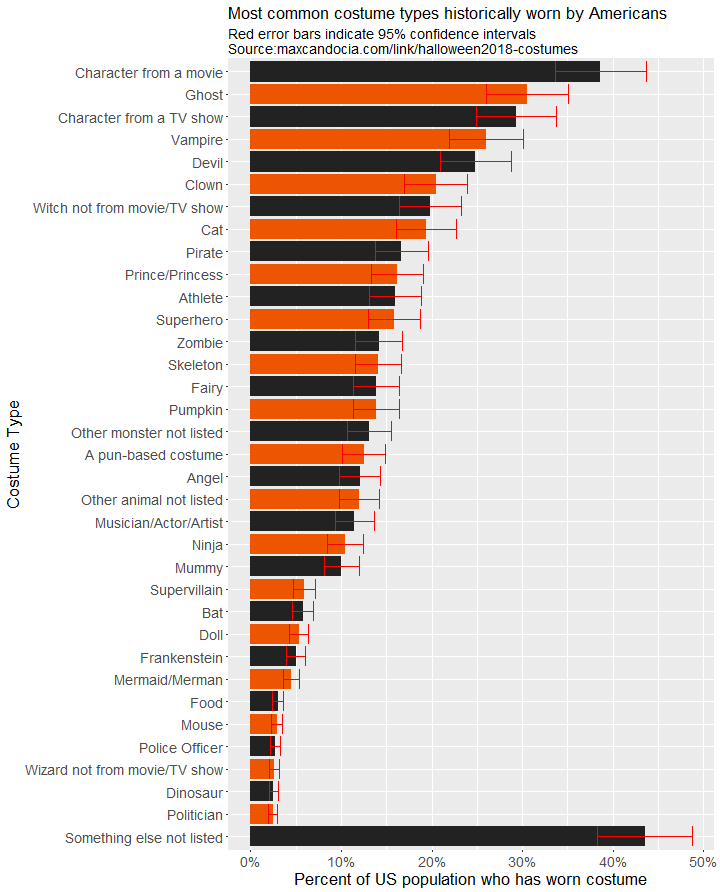 Most common costume types historically worn by Americans
Red error bars indicate 95% confidence intervals
Source:maxcandocia.com/link/halloween2018-costumes
Costume Type
Character from a movie
Ghost
Character from a TV show
Vampire
Devil
Clown
Witch not from movie/TV show
Cat
Pirate
Prince/Princess
Athlete
Superhero
Zombie
Skeleton
Fairy
Pumpkin
Other monster not listed
A pun-based costume
Angel
Other animal not listed
Musician/Actor/Artist
Ninja
Mummy
Supervillain
Bat
Doll
Frankenstein
Mermaid/Merman
Food
Mouse
Police Officer
Wizard not from movie/TV show
Dinosaur
Politician
Something else not listed
0% 10% 20% 30% 40% 50%
Percent of US population who has worn costume